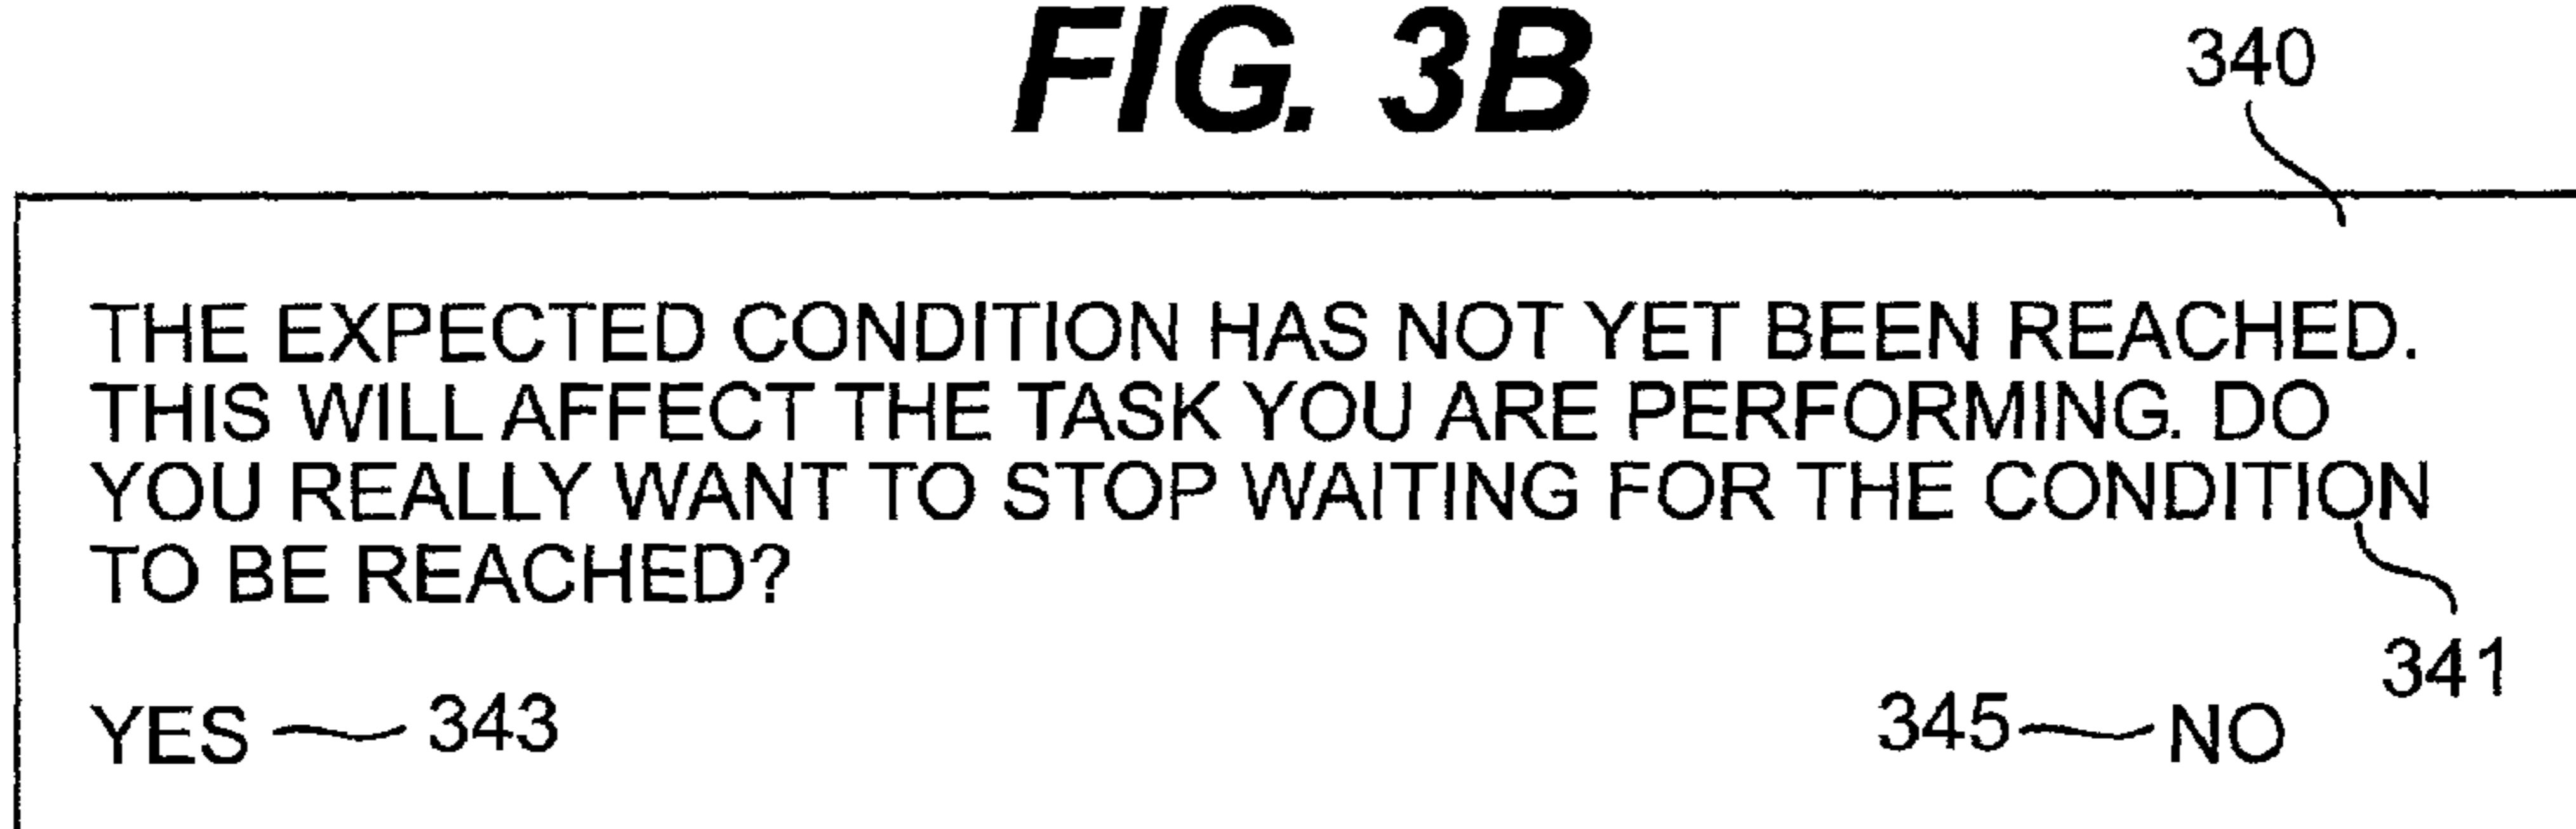 FIG. 3B
340
THE EXPECTED CONDITION HAS NOT YET BEEN REACHED.
THIS WILL AFFECT THE TASK YOU ARE PERFORMING. DO
YOU REALLY WANT TO STOP WAITING FOR THE CONDITION
TO BE REACHED?
341
YES 343 345 NO